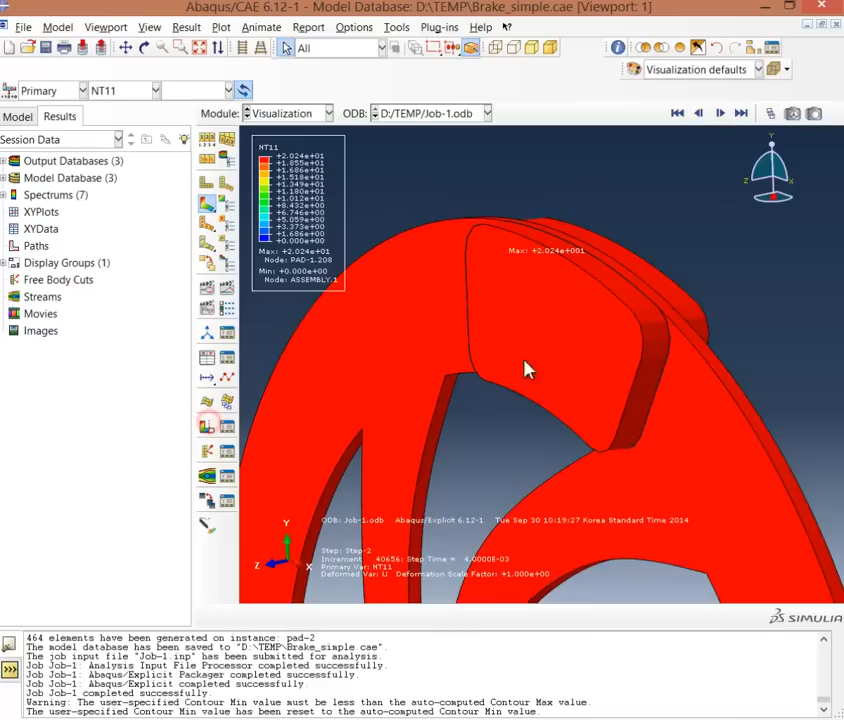 Abaqus/CAE 6.12-1 - Model Database: D:\TEMP\Brake_simple.cae [Viewport: 1]
File Model Viewport View Result Plot Animate Report Options Tools Plug-ins Help
All
Visualization defaults
Primary NT11
Model Results Module: Visualization ODB: D:/TEMP/Job-1.odb
Session Data
Output Databases (3)
Model Database (3)
Spectrums (7)
XYPlots
XYData
Paths
Display Groups (1)
Free Body Cuts
Streams
Movies
Images
NT11
+2.024e+01
+1.855e+01
+1.686e+01
+1.518e+01
+1.349e+01
+1.180e+01
+1.012e+01
+8.432e+00
+6.746e+00
+5.059e+00
+3.373e+00
+1.686e+00
+0.000e+00
Max: +2.024e+01
Node: PAD-1.208
Min: +0.000e+00
Node: ASSEMBLY.1
Max: +2.024e+001
Y
Z X
Y
Z X
ODB: Job-1.odb Abaqus/Explicit 6.12-1 Tue Sep 30 10:19:27 Korea Standard Time 2014
Step: Step-2
Increment 40656: Step Time = 4.0000E-03
Primary Var: NT11
Deformed Var: U Deformation Scale Factor: +1.000e+00
SIMULIA
464 elements have been generated on instance: pad-2
The model database has been saved to "D:\TEMP\Brake_simple.cae".
The job input file "Job-1.inp" has been submitted for analysis.
Job Job-1: Analysis Input File Processor completed successfully.
Job Job-1: Abaqus/Explicit Packager completed successfully.
Job Job-1: Abaqus/Explicit completed successfully.
Job Job-1 completed successfully.
Warning: The user-specified Contour Min value must be less than the auto-computed Contour Max value.
The user-specified Contour Min value has been reset to the auto-computed Contour Min value.